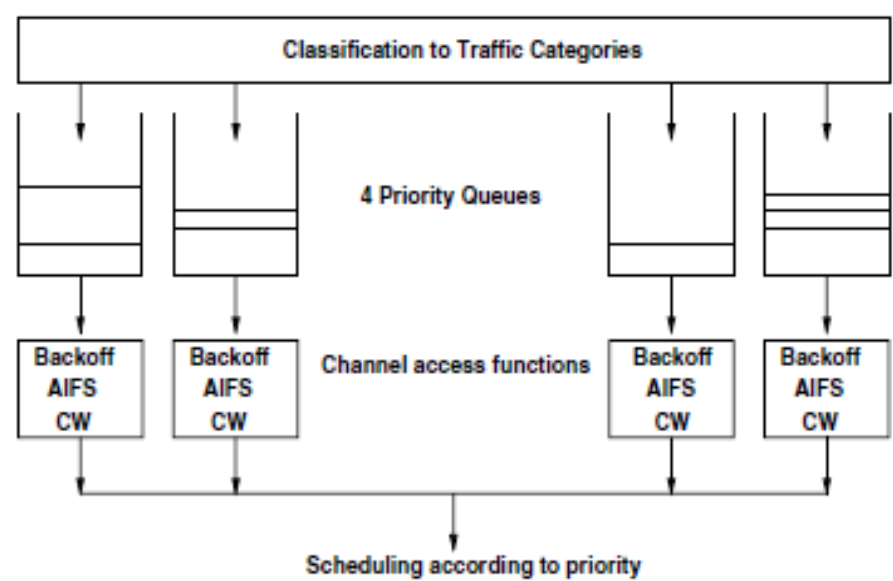 Classification to Traffic Categories
4 Priority Queues
Backoff
AIFS
CW
Backoff
AIFS
CW
Channel access functions
Backoff
AIFS
CW
Backoff
AIFS
CW
Scheduling according to priority